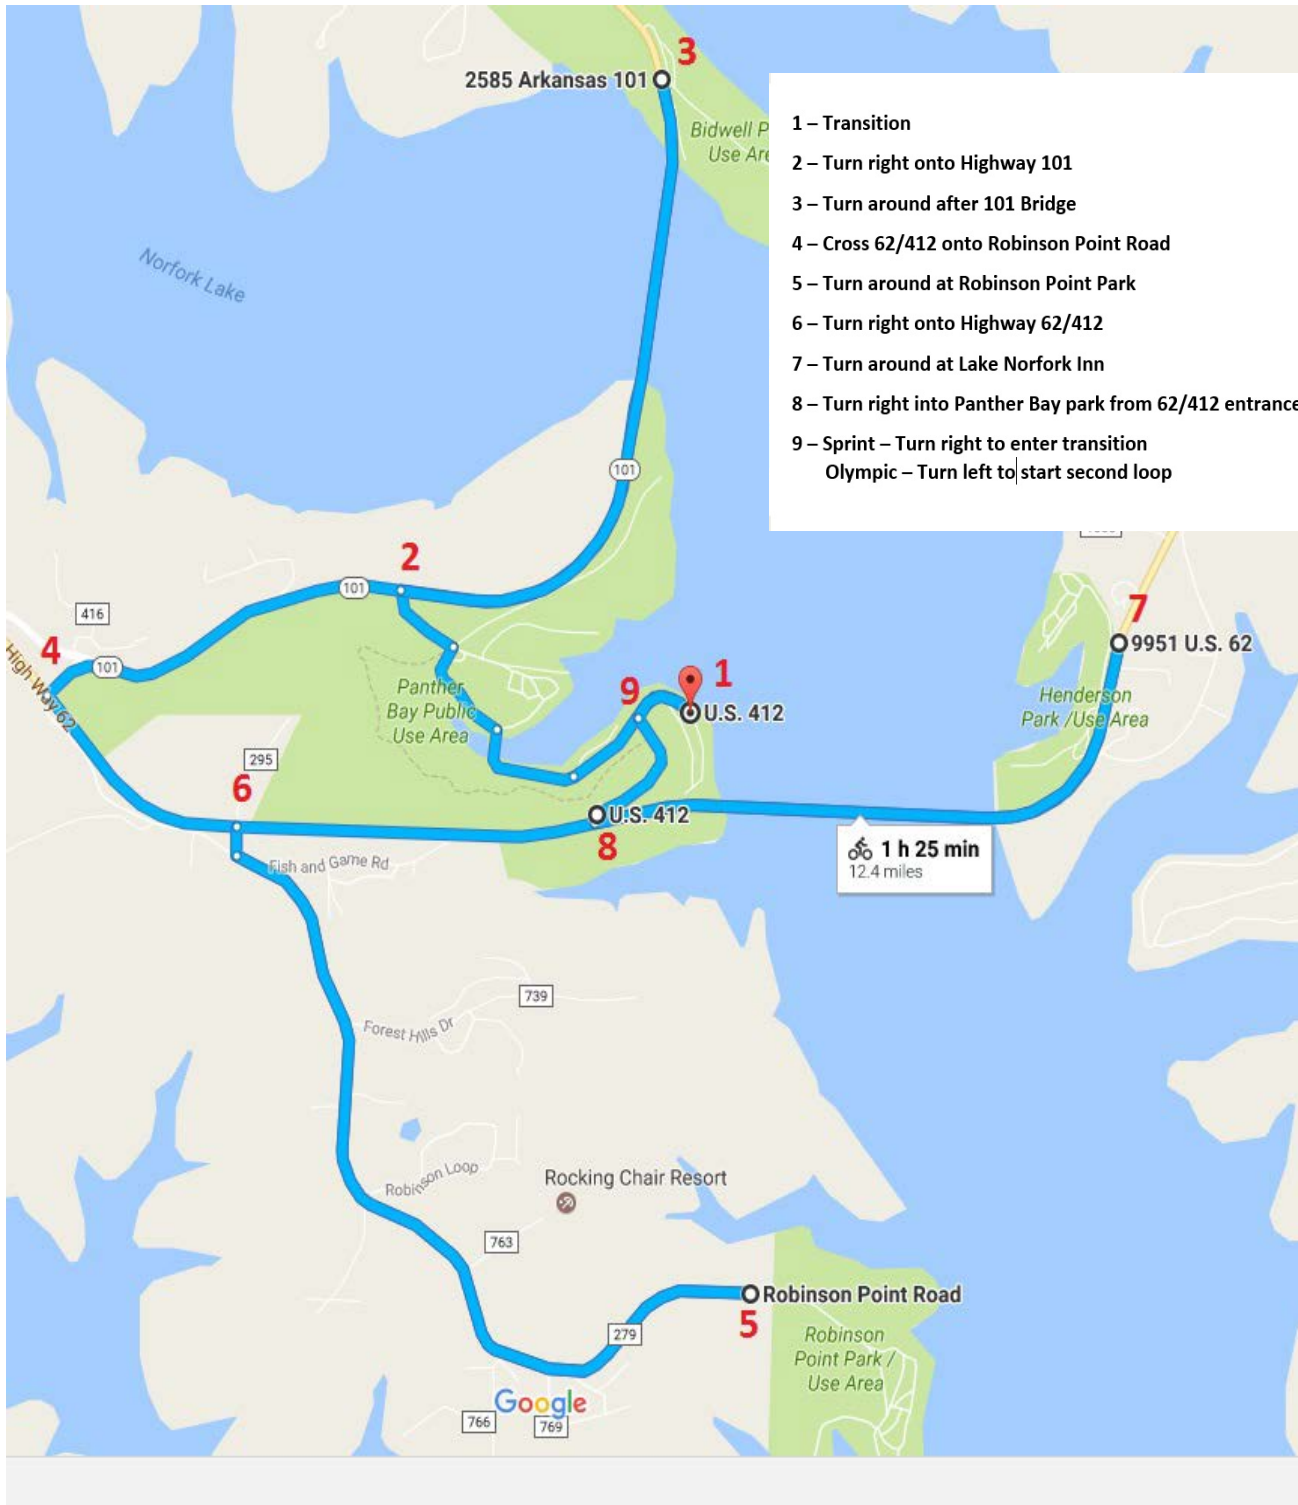 3
2585 Arkansas 101
Bidwell P
Use Are
1 – Transition
2 – Turn right onto Highway 101
3 – Turn around after 101 Bridge
4 – Cross 62/412 onto Robinson Point Road
5 – Turn around at Robinson Point Park
6 – Turn right onto Highway 62/412
7 – Turn around at Lake Norfork Inn
8 – Turn right into Panther Bay park from 62/412 entrance
9 – Sprint – Turn right to enter transition
Olympic – Turn left to start second loop
Norfork Lake
101
2
101
416
4
101
High Way 62
7
9951 U.S. 62
Henderson
Park /Use Area
Panther
Bay Public
Use Area
9
1
U.S. 412
295
6
U.S. 412
8
1 h 25 min
12.4 miles
Fish and Game Rd
739
Forest Hills Dr
Robinson Loop
Rocking Chair Resort
763
Robinson Point Road
5
279
Robinson
Point Park /
Use Area
Google
766
769